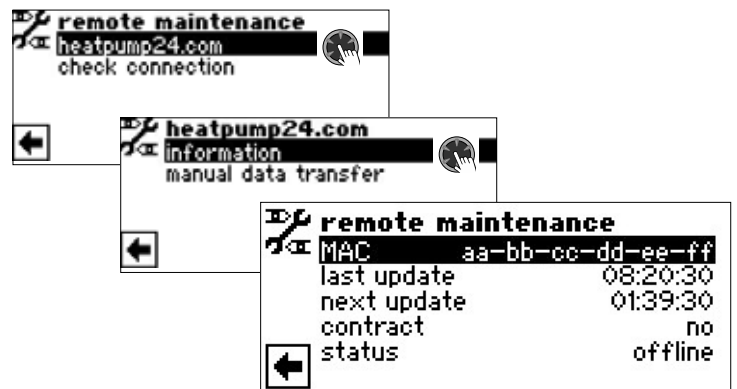 remote maintenance
heatpump24.com
check connection
heatpump24.com
information
manual data transfer
remote maintenance
MAC aa-bb-cc-dd-ee-ff
last update 08:20:30
next update 01:39:30
contract no
status offline